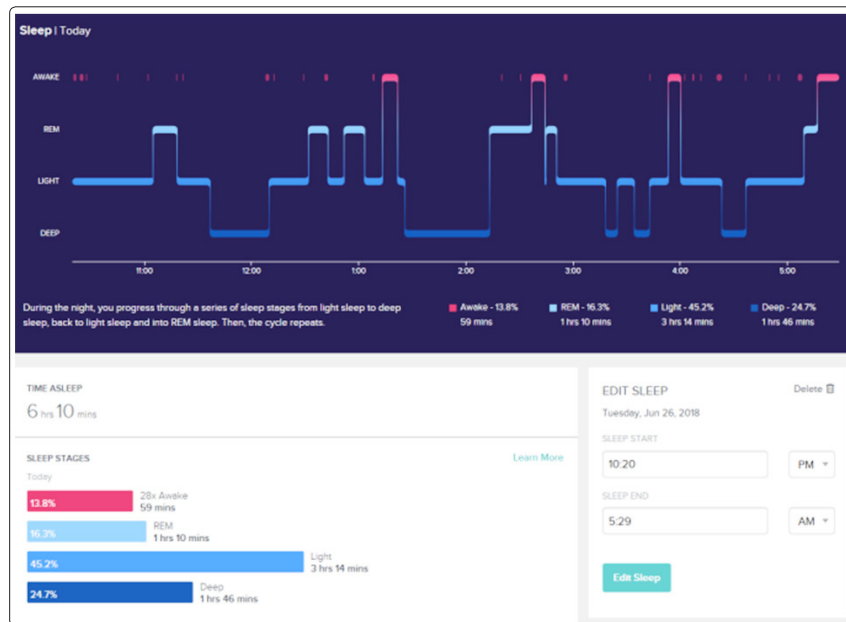 Sleep | Today
AWAKE
REM
LIGHT
DEEP
11:00 12:00 1:00 2:00 3:00 4:00 5:00
During the night, you progress through a series of sleep stages from light sleep to deep
sleep, back to light sleep and into REM sleep. Then, the cycle repeats.
Awake - 13.8%
59 mins
REM - 16.3%
1 hrs 10 mins
Light - 45.2%
3 hrs 14 mins
Deep - 24.7%
1 hrs 46 mins
TIME ASLEEP
6 hrs 10 mins
SLEEP STAGES
Learn More
Today
13.8%
28x Awake
59 mins
16.3%
REM
1 hrs 10 mins
45.2%
Light
3 hrs 14 mins
24.7%
Deep
1 hrs 46 mins
EDIT SLEEP
Delete
Tuesday, Jun 26, 2018
SLEEP START
10:20 PM
SLEEP END
5:29 AM
Edit Sleep